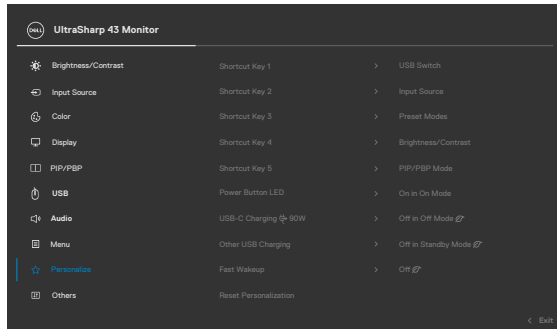 DELL UltraSharp 43 Monitor
Brightness/Contrast Shortcut Key 1 > USB Switch
Input Source Shortcut Key 2 > Input Source
Color Shortcut Key 3 > Preset Modes
Display Shortcut Key 4 > Brightness/Contrast
PIP/PBP Shortcut Key 5 > PIP/PBP Mode
USB Power Button LED > On in On Mode
Audio USB-C Charging 90W > Off in Off Mode
Menu Other USB Charging > Off in Standby Mode
Personalize Fast Wakeup > Off
Others Reset Personalization
< Exit